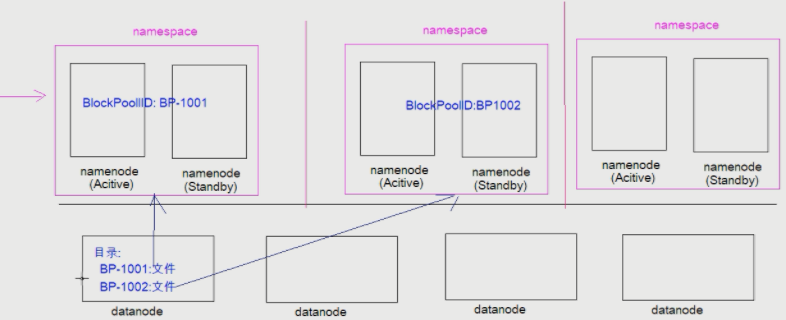 namespace
namespace
namespace
BlockPoolIID: BP-1001
BlockPoolID:BP1002
namenode
(Acitive)
namenode
(Standby)
namenode
(Acitive)
namenode
(Standby)
namenode
(Acitive)
namenode
(Standby)
目录:
BP-1001:文件
BP-1002:文件
datanode
datanode
datanode
datanode